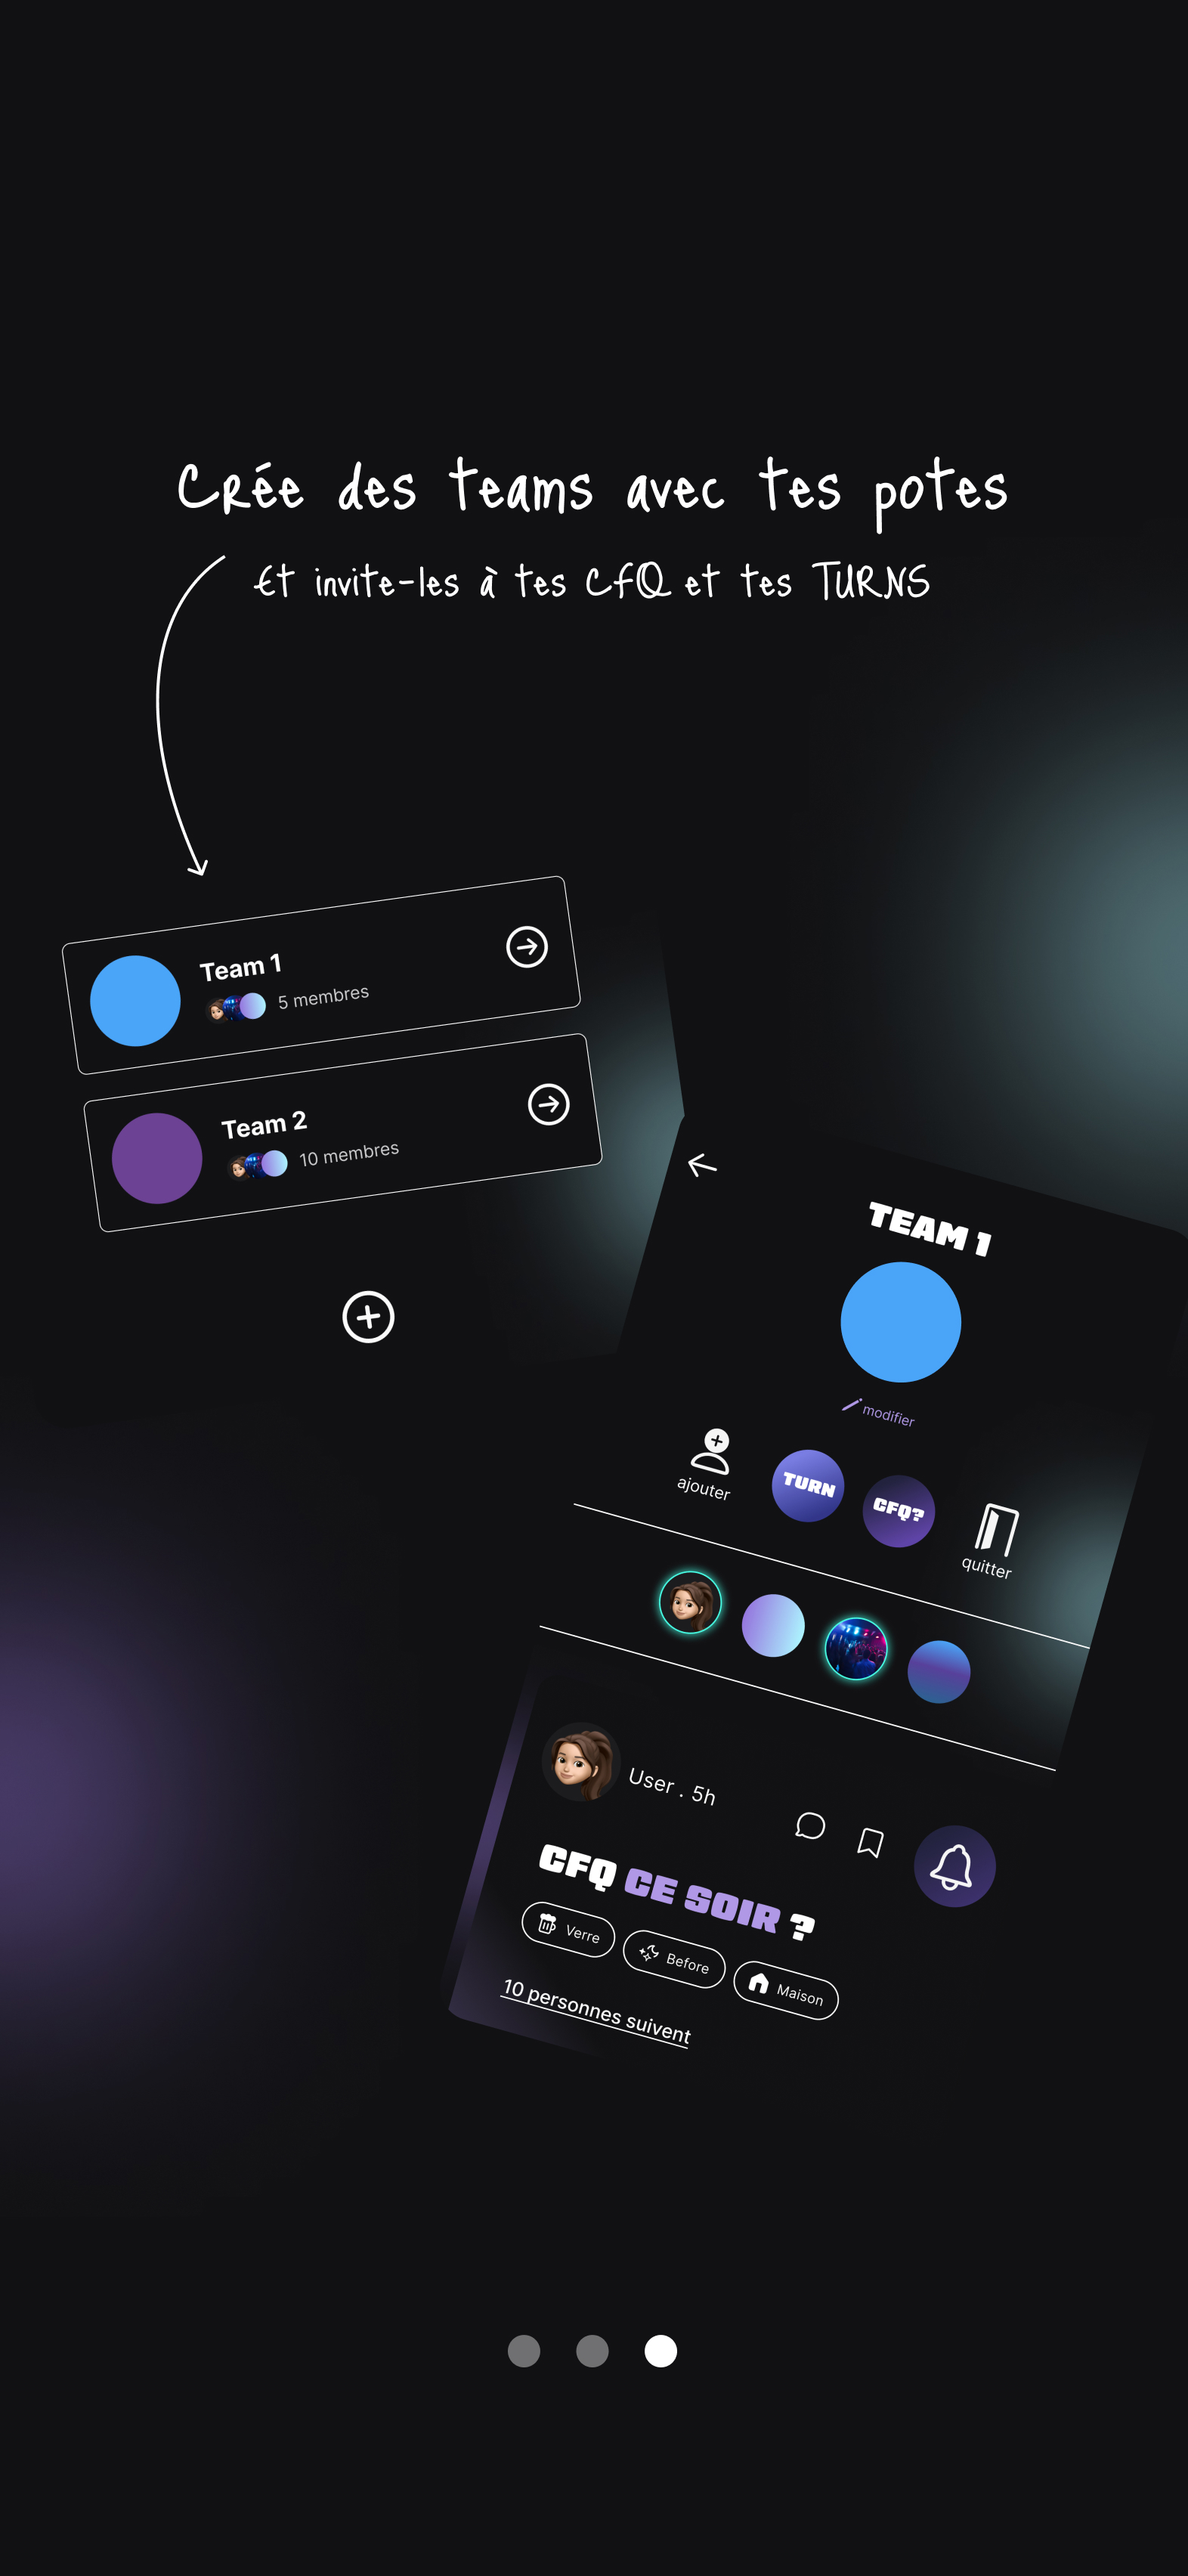 Crée des teams avec tes potes
Et invite-les à tes CFQ et tes TURNS
Team 1
5 membres
Team 2
10 membres
TEAM 1
modifier
ajouter
TURN
CFQ?
quitter
User . 5h
CFQ CE SOIR ?
Verre
Before
Maison
10 personnes suivent